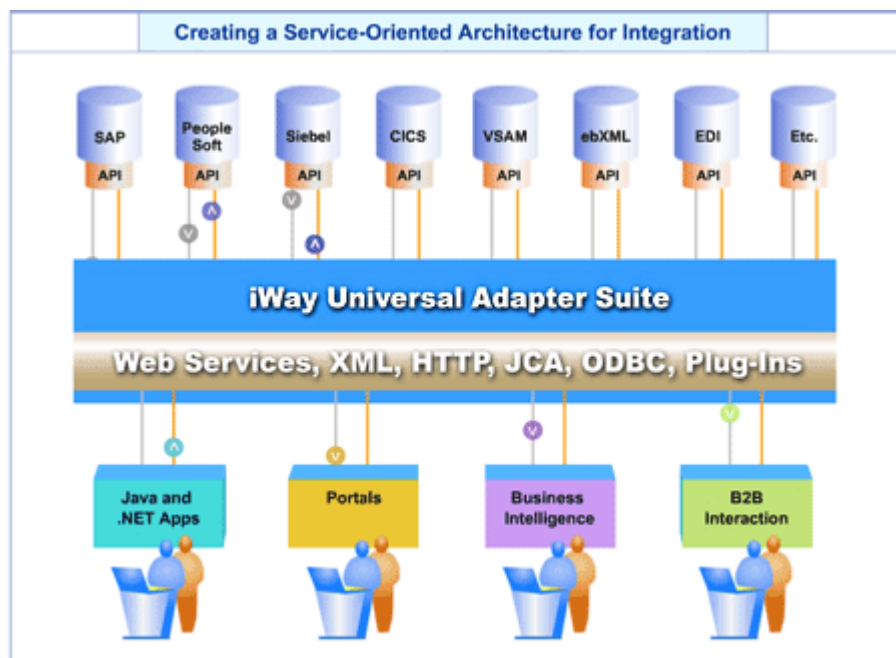 Creating a Service-Oriented Architecture for Integration
SAP
People
Soft
Siebel
CICS
VSAM
ebXML
EDI
Etc.
API
API
API
API
API
API
API
API
iWay Universal Adapter Suite
Web Services, XML, HTTP, JCA, ODBC, Plug-Ins
Java and
.NET Apps
Portals
Business
Intelligence
B2B
Interaction